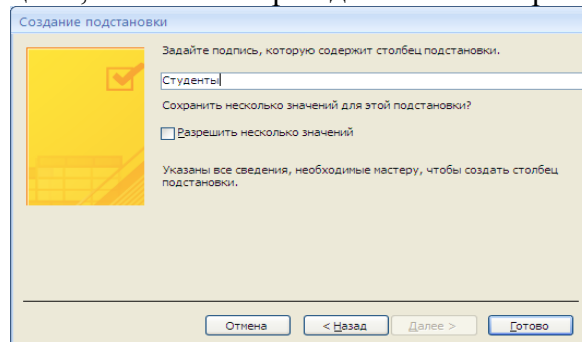 Создание подстановки
Задайте подпись, которую содержит столбец подстановки.
Студенты
Сохранить несколько значений для этой подстановки?
Разрешить несколько значений
Указаны все сведения, необходимые мастеру, чтобы создать столбец
подстановки.
Отмена < Назад Далее > Готово